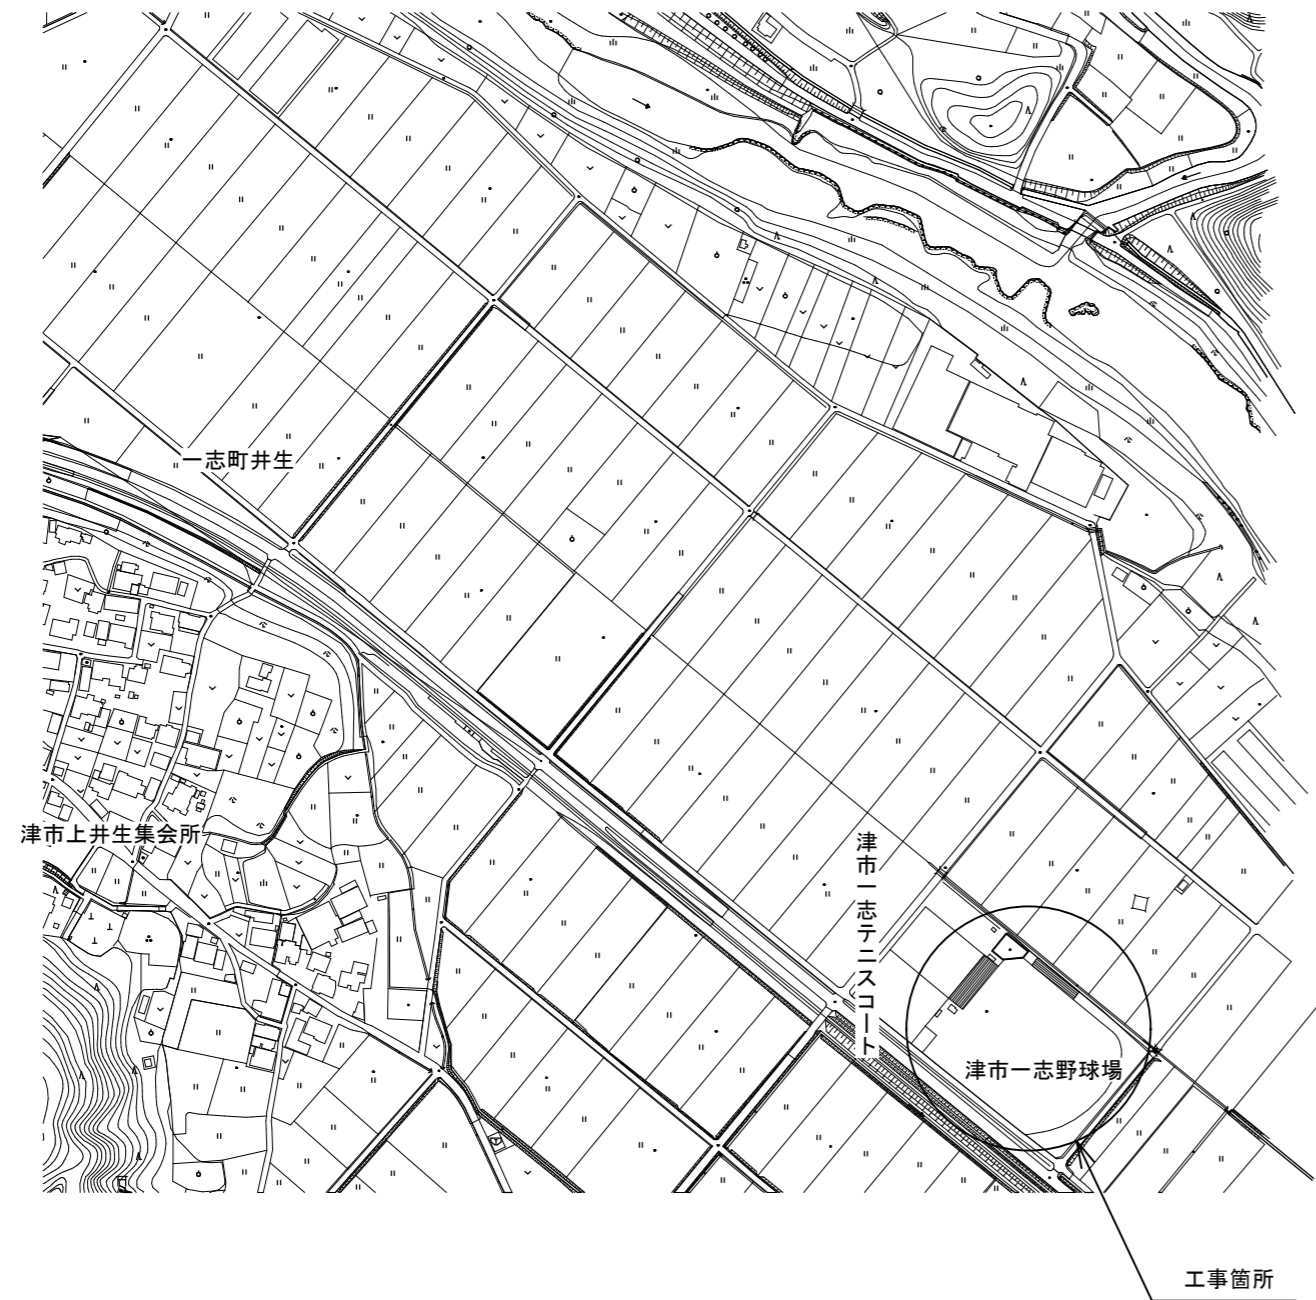 一志町井生
津市上井生集会所
津市一志テニスコート
津市一志野球場
工事箇所